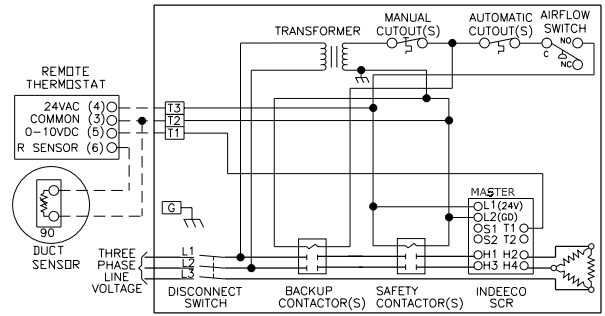 TRANSFORMER
MANUAL
CUTOUT(S)
AUTOMATIC
CUTOUT(S)
AIRFLOW
SWITCH
NO
C
NC
REMOTE
THERMOSTAT
24VAC (4)
COMMON (3)
0-10VDC (5)
R SENSOR (6)
T3
T2
T1
90
DUCT
SENSOR
G
MASTER
L1(24V)
L2(GD)
S1 T1
S2 T2
H1 H2
H3 H4
THREE
PHASE
LINE
VOLTAGE
L1
L2
L3
DISCONNECT
SWITCH
BACKUP
CONTACTOR(S)
SAFETY
CONTACTOR(S)
INDEECO
SCR